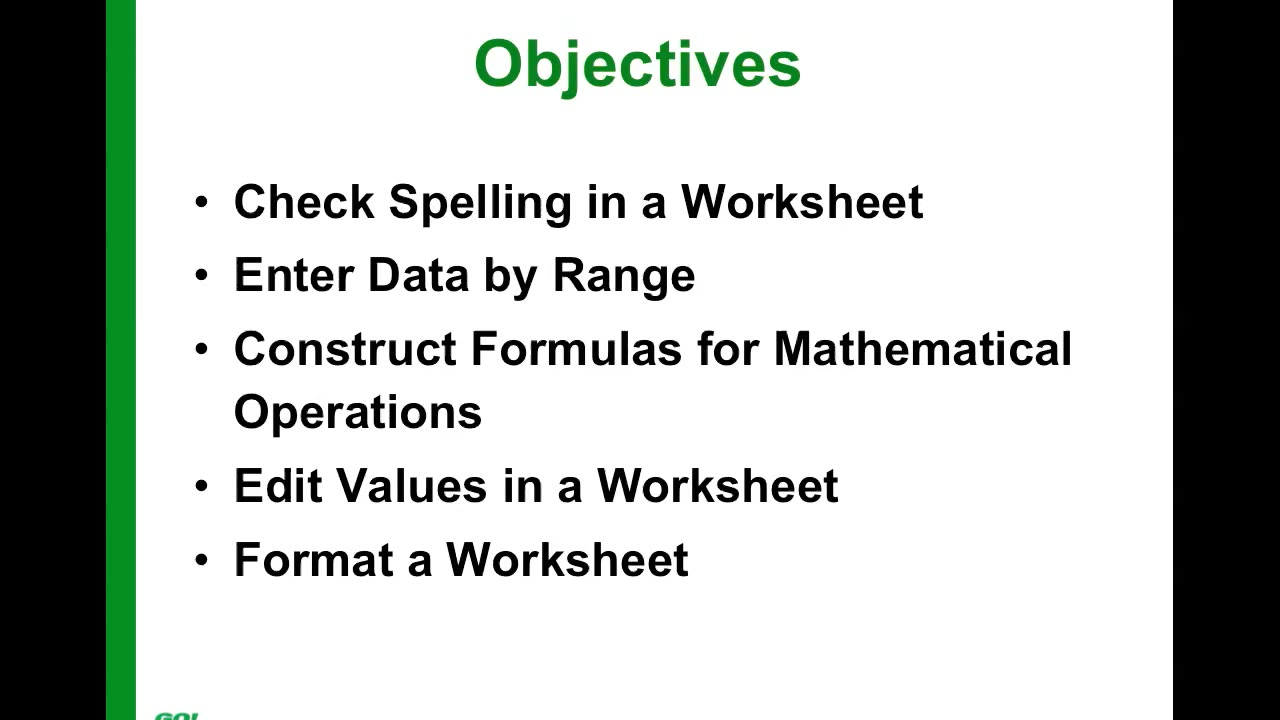 Objectives
• Check Spelling in a Worksheet
• Enter Data by Range
• Construct Formulas for Mathematical
Operations
• Edit Values in a Worksheet
• Format a Worksheet
GO!